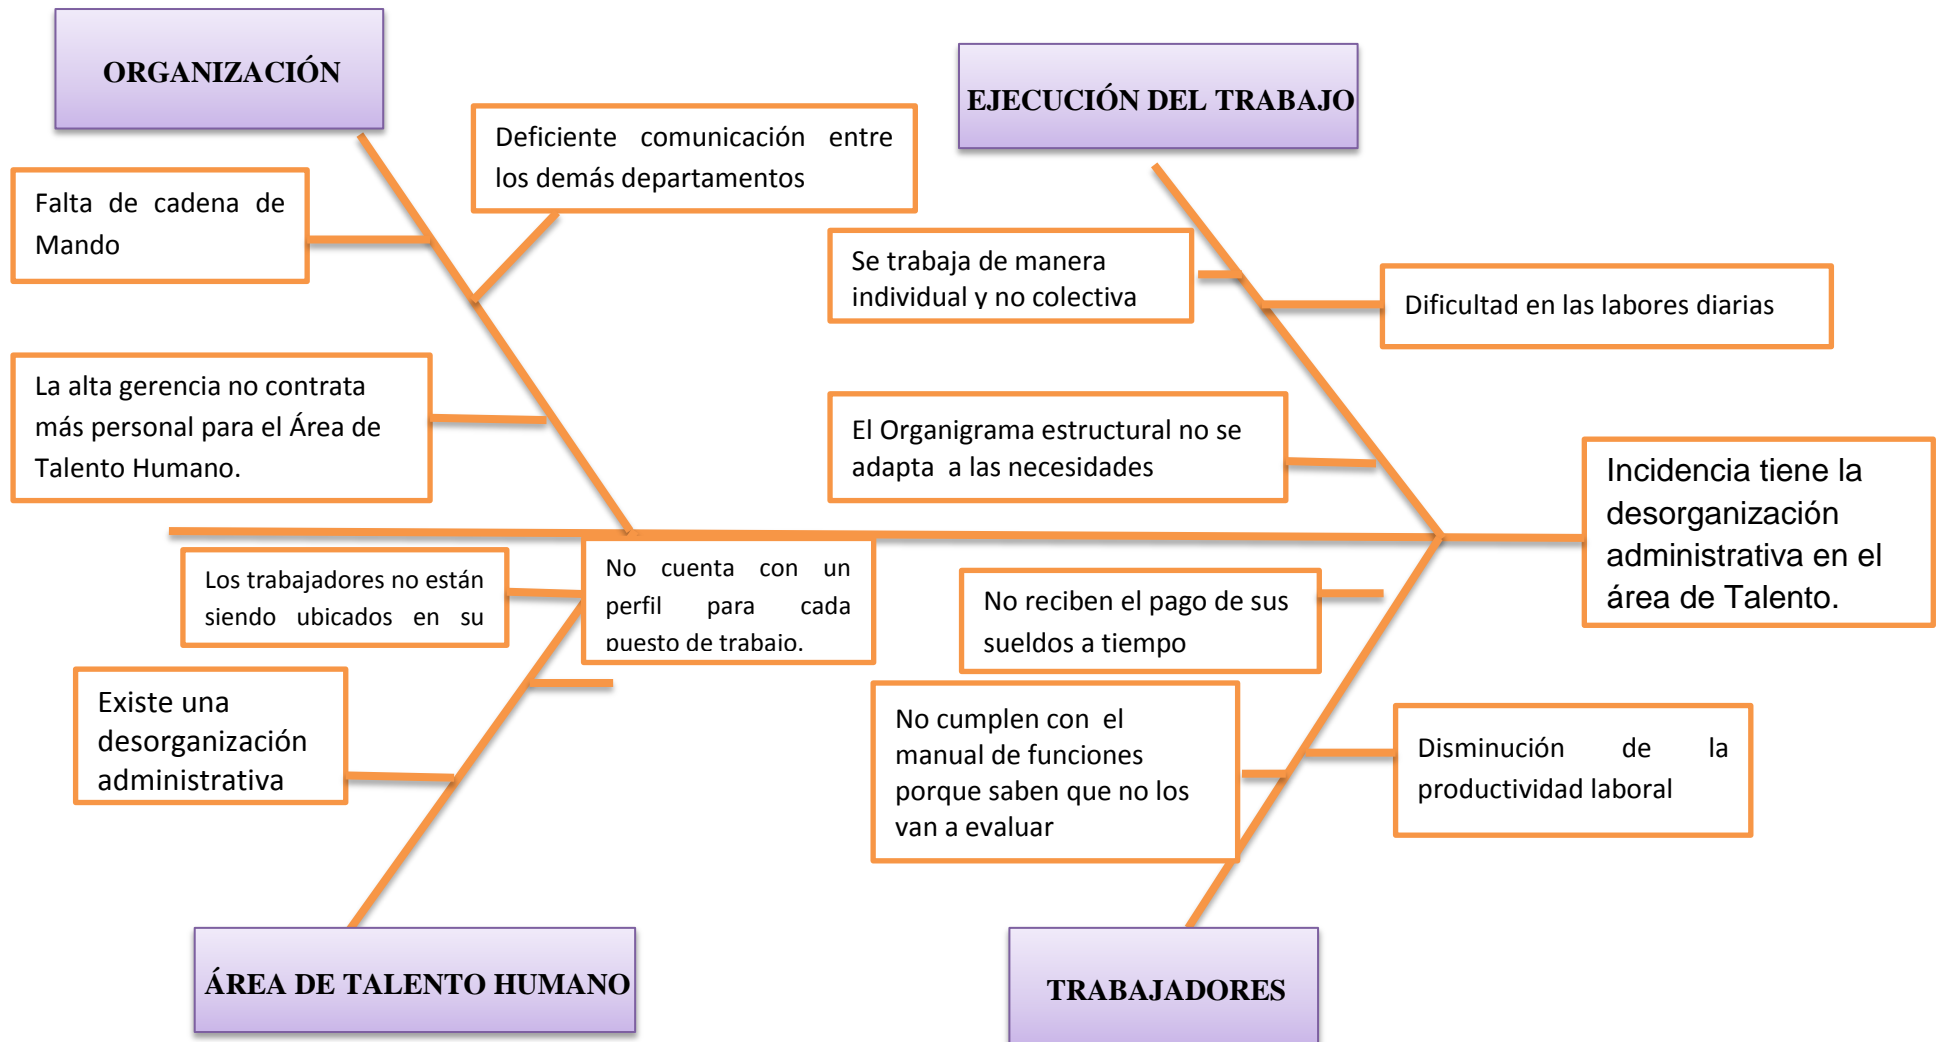 ORGANIZACIÓN
EJECUCIÓN DEL TRABAJO
Deficiente comunicación entre
los demás departamentos
Falta de cadena de
Mando
Se trabaja de manera
individual y no colectiva
Dificultad en las labores diarias
La alta gerencia no contrata
más personal para el Área de
Talento Humano.
El Organigrama estructural no se
adapta a las necesidades
Incidencia tiene la
desorganización
administrativa en el
área de Talento.
Los trabajadores no están
siendo ubicados en su
No cuenta con un
perfil para cada
puesto de trabajo.
No reciben el pago de sus
sueldos a tiempo
Existe una
desorganización
administrativa
No cumplen con el
manual de funciones
porque saben que no los
van a evaluar
Disminución de la
productividad laboral
ÁREA DE TALENTO HUMANO
TRABAJADORES